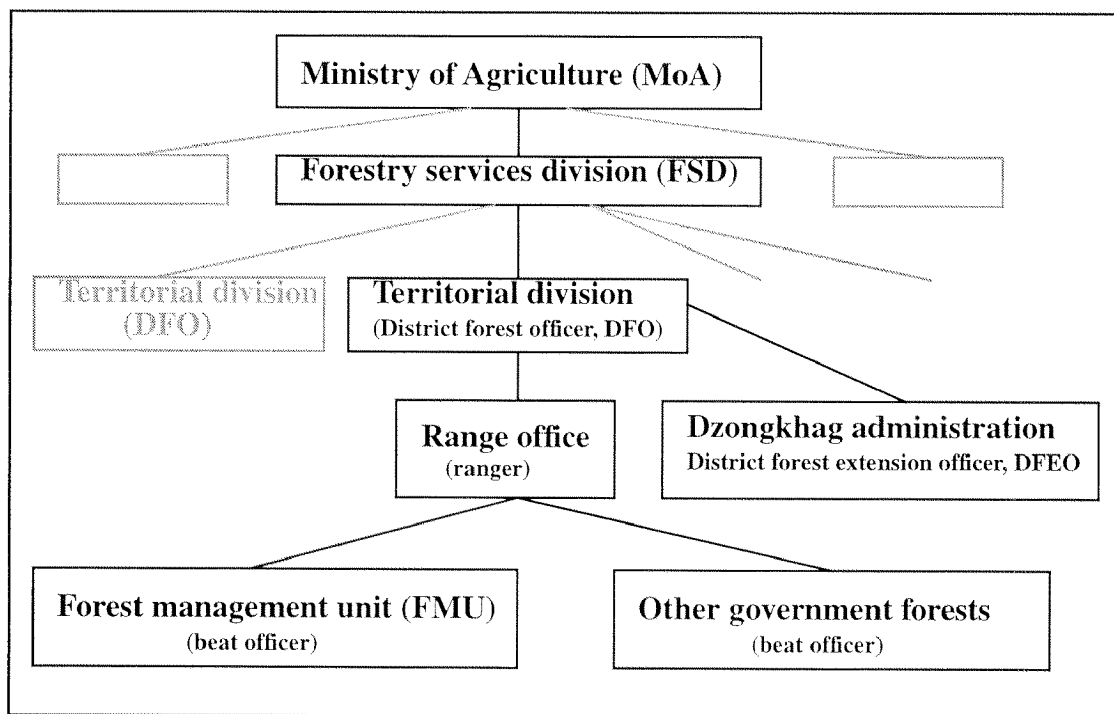 Ministry of Agriculture (MoA)
Forestry services division (FSD)
Territorial division
(DFO)
Territorial division
(District forest officer, DFO)
Range office
(ranger)
Dzongkhag administration
District forest extension officer, DFEO
Forest management unit (FMU)
(beat officer)
Other government forests
(beat officer)